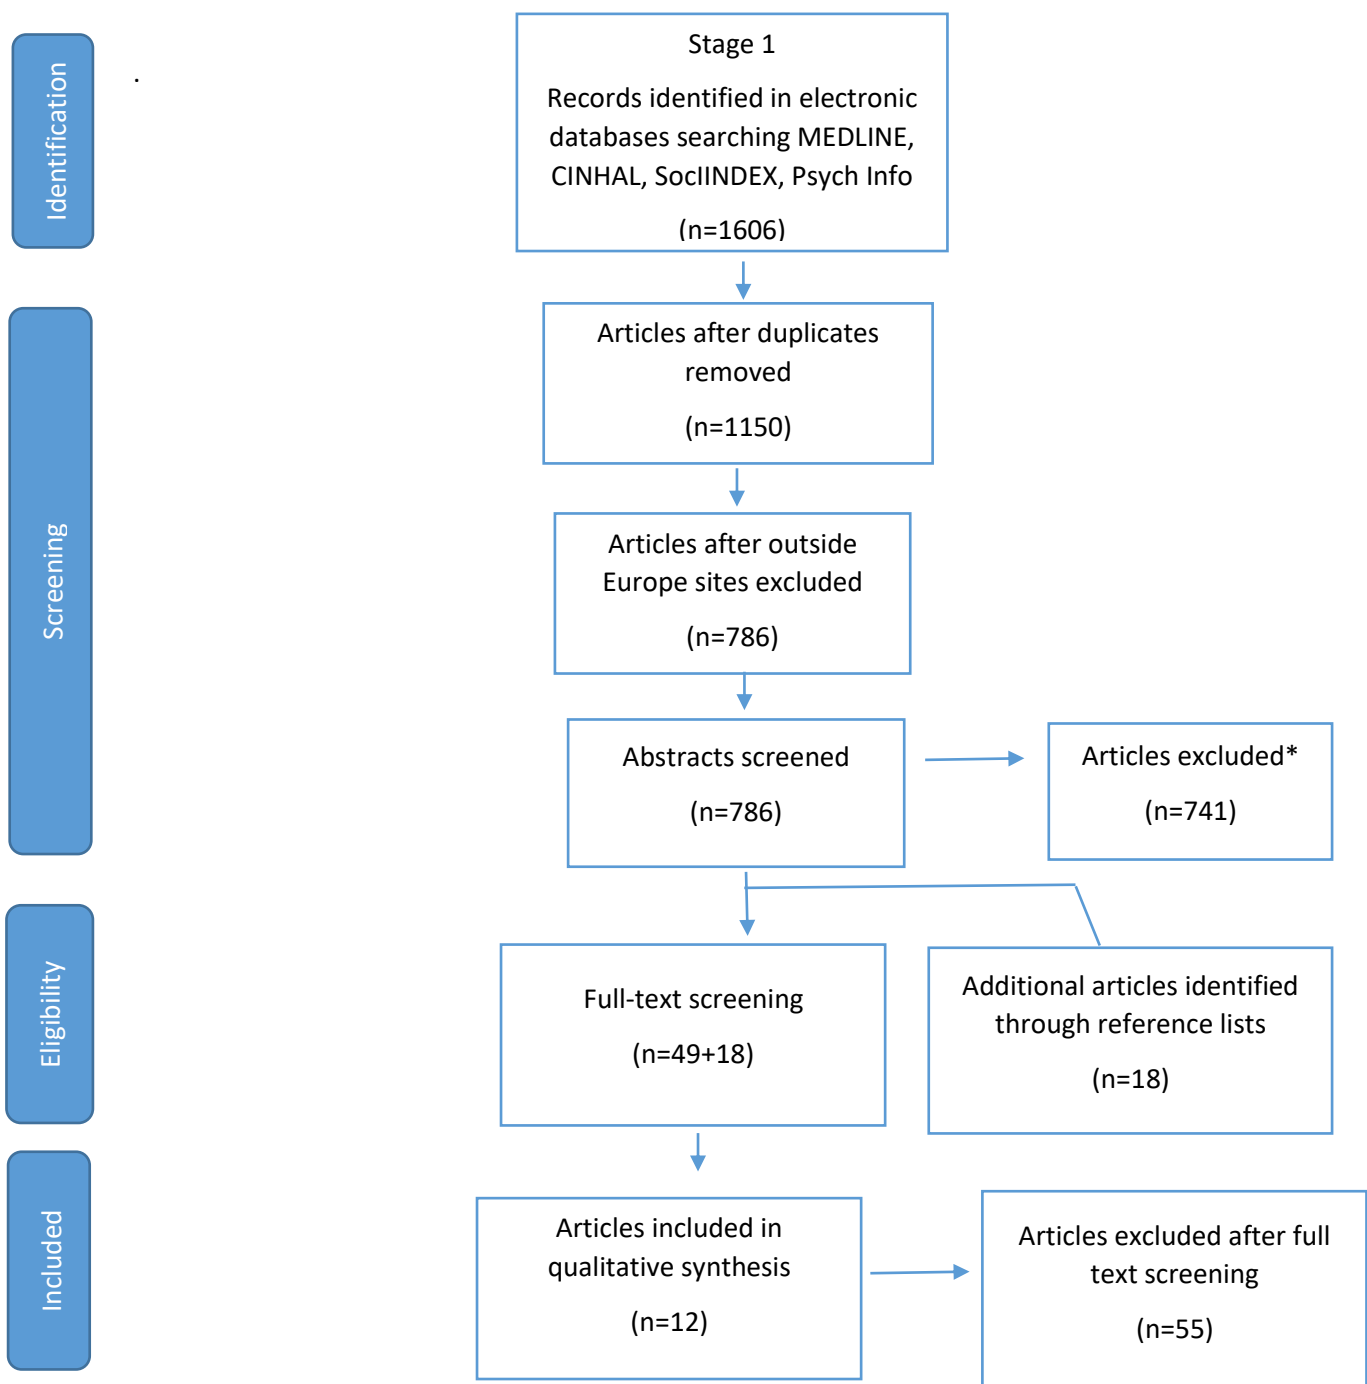 Identification
.
Stage 1
Records identified in electronic
databases searching MEDLINE,
CINHAL, SocIINDEX, Psych Info
(n=1606)
Screening
Articles after duplicates
removed
(n=1150)
Articles after outside
Europe sites excluded
(n=786)
Abstracts screened
(n=786)
Articles excluded*
(n=741)
Eligibility
Full-text screening
(n=49+18)
Additional articles identified
through reference lists
(n=18)
Included
Articles included in
qualitative synthesis
(n=12)
Articles excluded after full
text screening
(n=55)